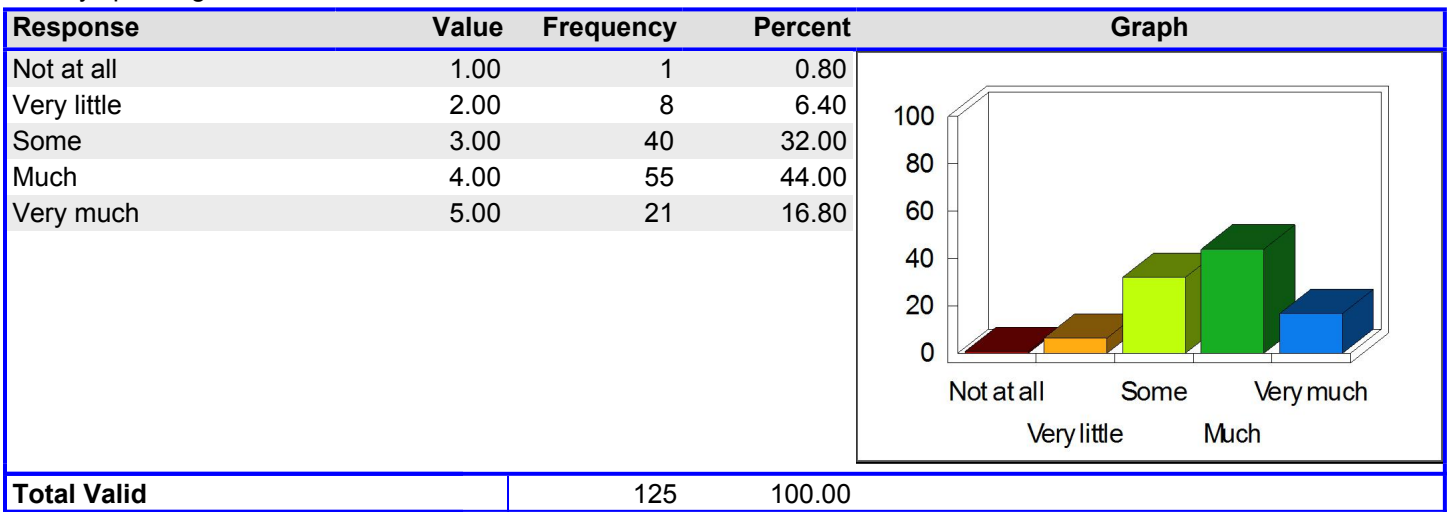 Response Value Frequency Percent Graph
Not at all 1.00 1 0.80
Very little 2.00 8 6.40
Some 3.00 40 32.00
Much 4.00 55 44.00
Very much 5.00 21 16.80
100
80
60
40
20
0
Not at all Some Very much
Very little Much
Total Valid 125 100.00